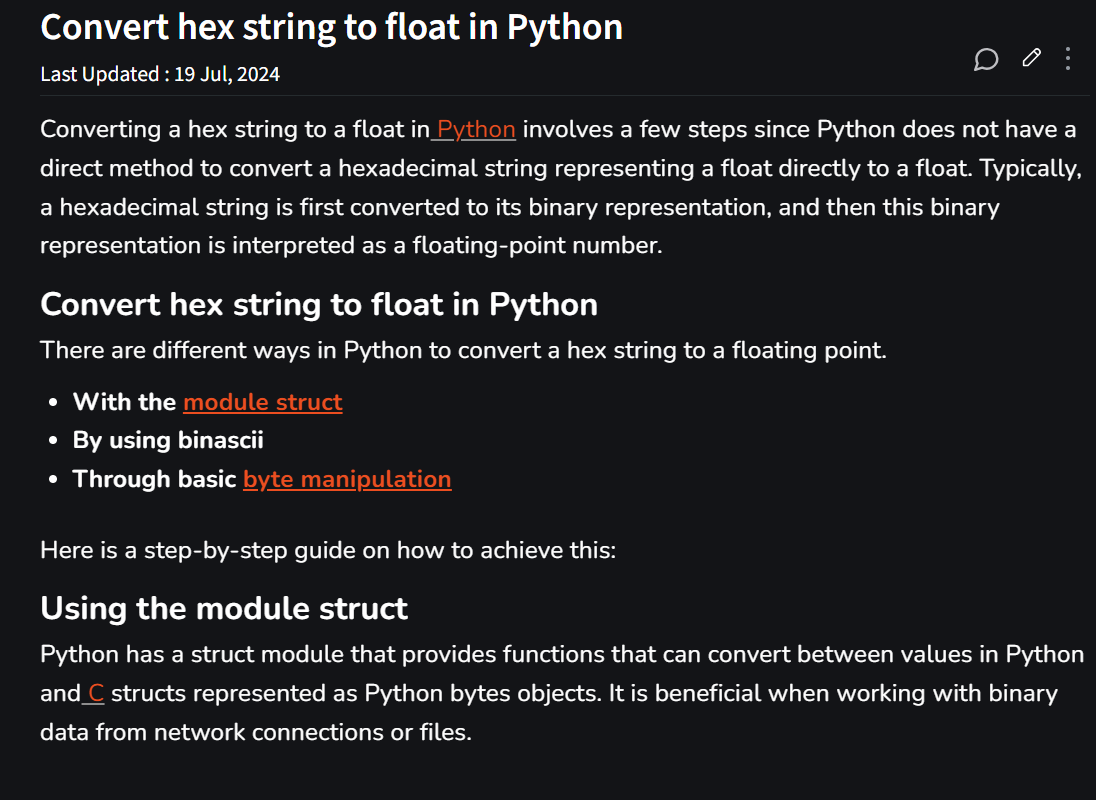 Convert hex string to float in Python
Last Updated : 19 Jul, 2024
Converting a hex string to a float in Python involves a few steps since Python does not have a
direct method to convert a hexadecimal string representing a float directly to a float. Typically,
a hexadecimal string is first converted to its binary representation, and then this binary
representation is interpreted as a floating-point number.
Convert hex string to float in Python
There are different ways in Python to convert a hex string to a floating point.
• With the module struct
• By using binascii
• Through basic byte manipulation
Here is a step-by-step guide on how to achieve this:
Using the module struct
Python has a struct module that provides functions that can convert between values in Python
and C structs represented as Python bytes objects. It is beneficial when working with binary
data from network connections or files.